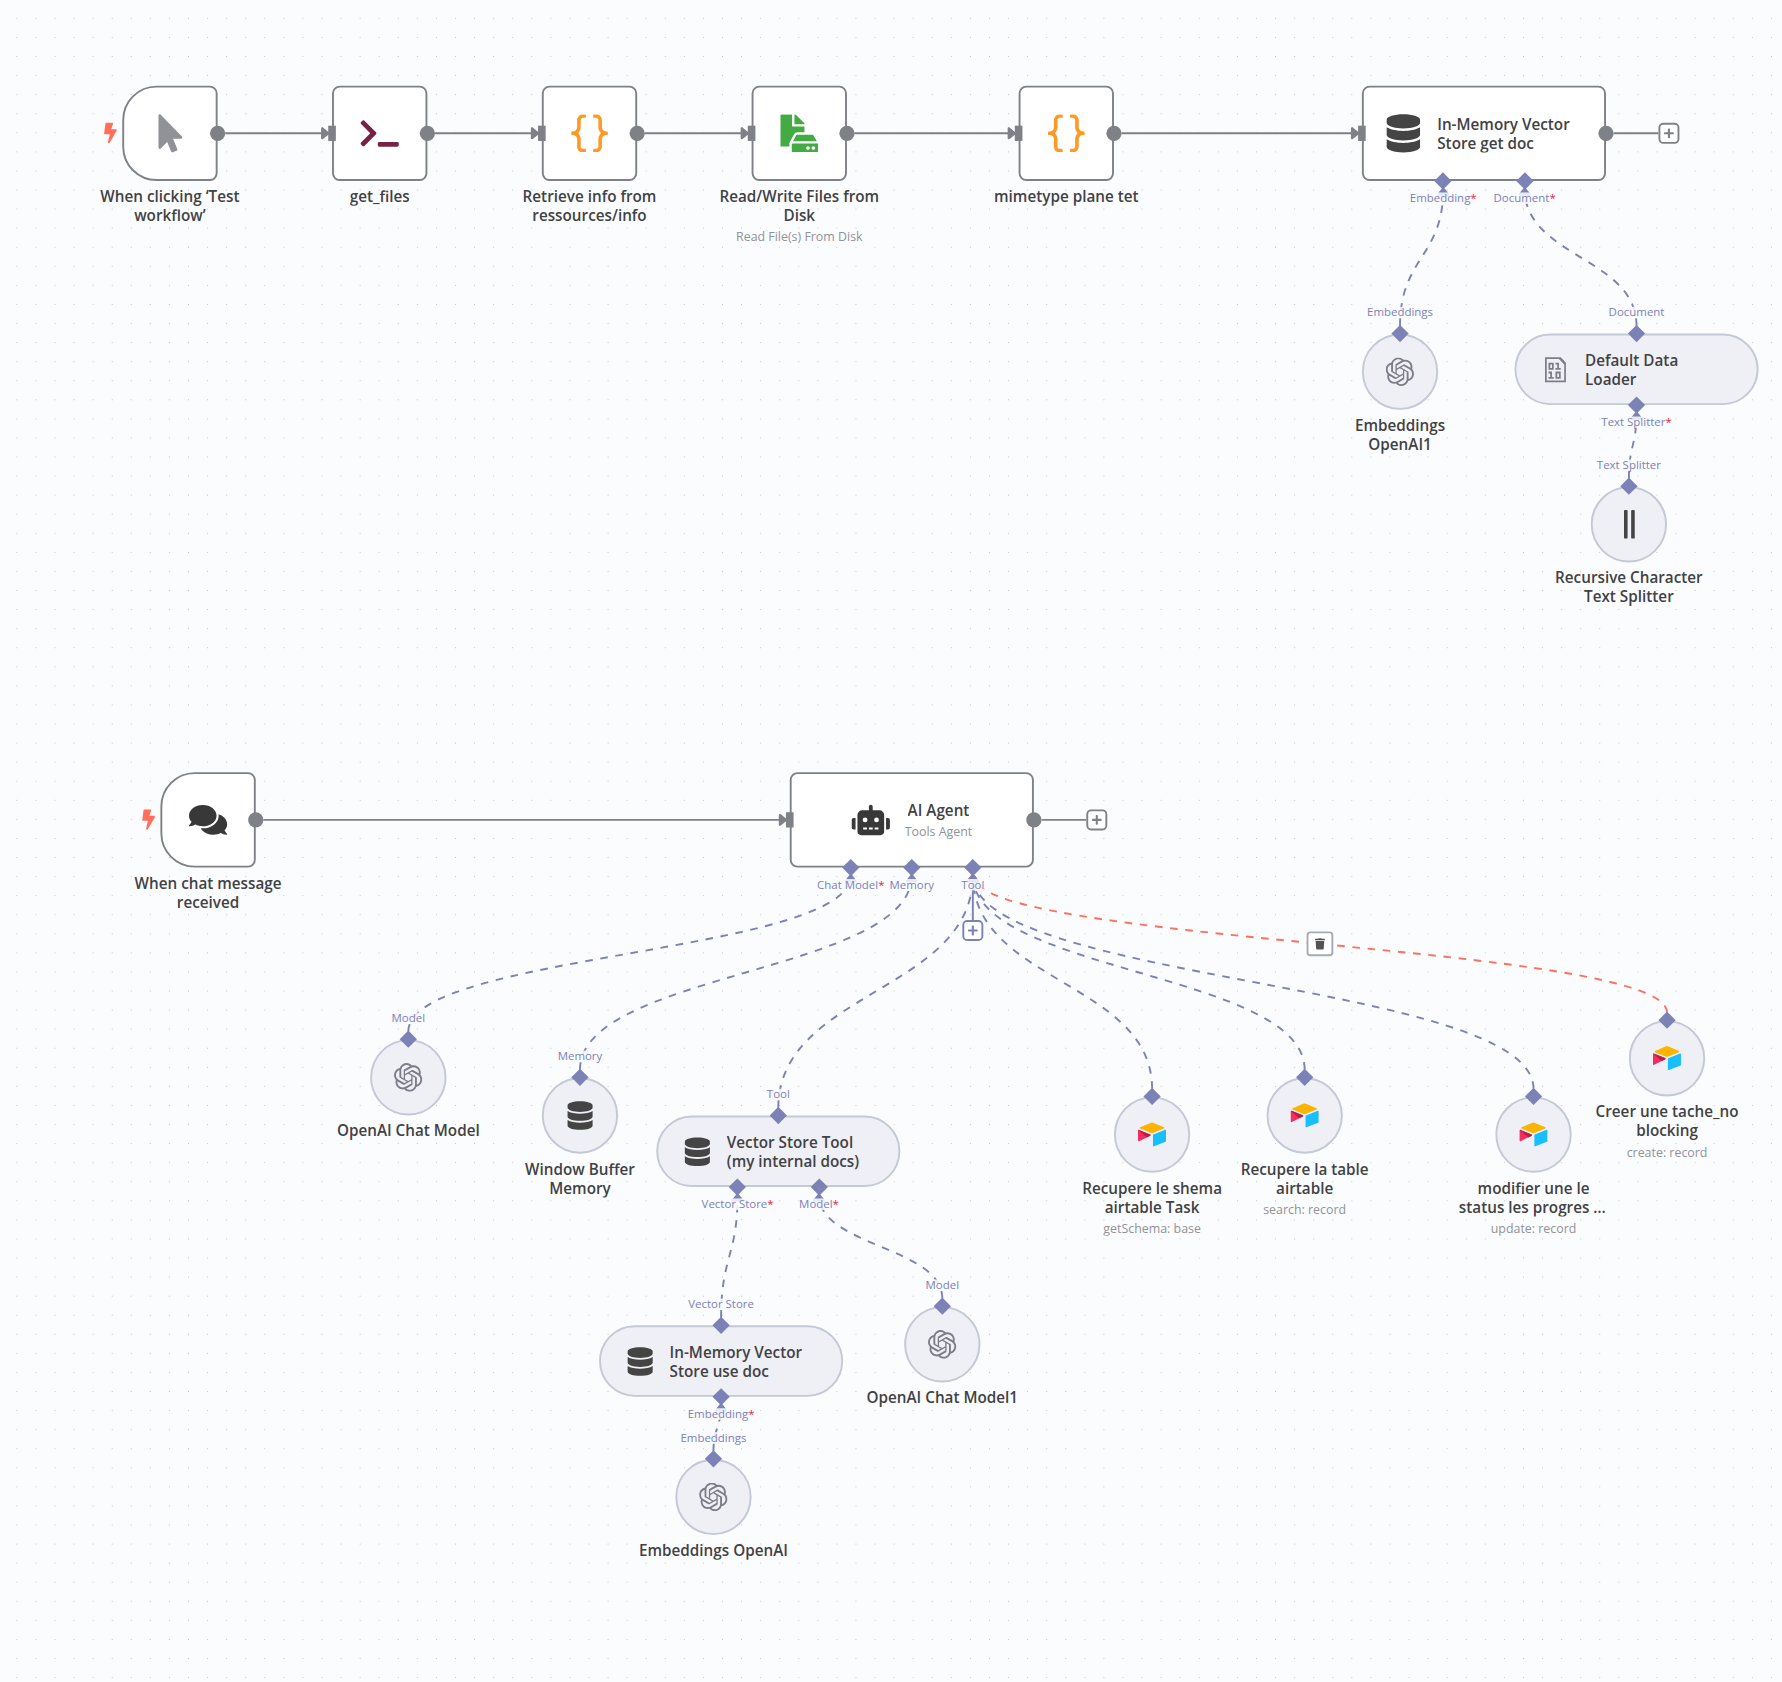 When clicking ‘Test
workflow’
get_files
Retrieve info from
ressources/info
Read/Write Files from
Disk
Read File(s) From Disk
mimetype plane tet
In-Memory Vector
Store get doc
Embedding*
Document*
Embeddings
Document
Embeddings
OpenAI1
Default Data
Loader
Text Splitter*
Text Splitter
Recursive Character
Text Splitter
When chat message
received
AI Agent
Tools Agent
Chat Model*
Memory
Tool
Model
OpenAI Chat Model
Memory
Window Buffer
Memory
Tool
Vector Store Tool
(my internal docs)
Vector Store*
Model*
Recupere le shema
airtable Task
getSchema: base
Recupere la table
airtable
search: record
modifier une le
status les progres ...
update: record
Creer une tache_no
blocking
create: record
Vector Store
In-Memory Vector
Store use doc
Model
OpenAI Chat Model1
Embedding*
Embeddings
Embeddings OpenAI